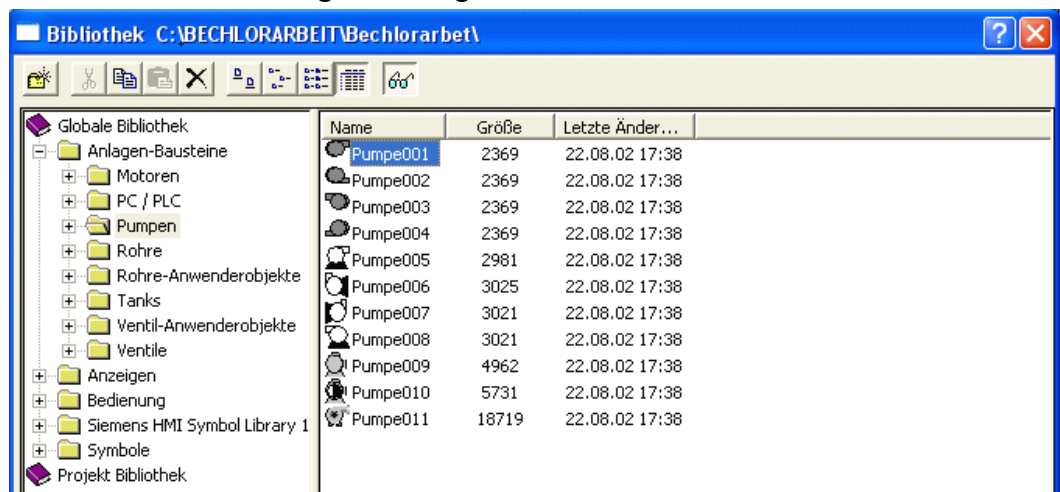 Bibliothek C:\BECHLORARBEIT\Bechlorarbet\
Globale Bibliothek
Anlagen-Bausteine
Motoren
PC / PLC
Pumpen
Rohre
Rohre-Anwenderobjekte
Tanks
Ventil-Anwenderobjekte
Ventile
Anzeigen
Bedienung
Siemens HMI Symbol Library 1
Symbole
Projekt Bibliothek
Name Größe Letzte Änder...
Pumpe001 2369 22.08.02 17:38
Pumpe002 2369 22.08.02 17:38
Pumpe003 2369 22.08.02 17:38
Pumpe004 2369 22.08.02 17:38
Pumpe005 2981 22.08.02 17:38
Pumpe006 3025 22.08.02 17:38
Pumpe007 3021 22.08.02 17:38
Pumpe008 3021 22.08.02 17:38
Pumpe009 4962 22.08.02 17:38
Pumpe010 5731 22.08.02 17:38
Pumpe011 18719 22.08.02 17:38